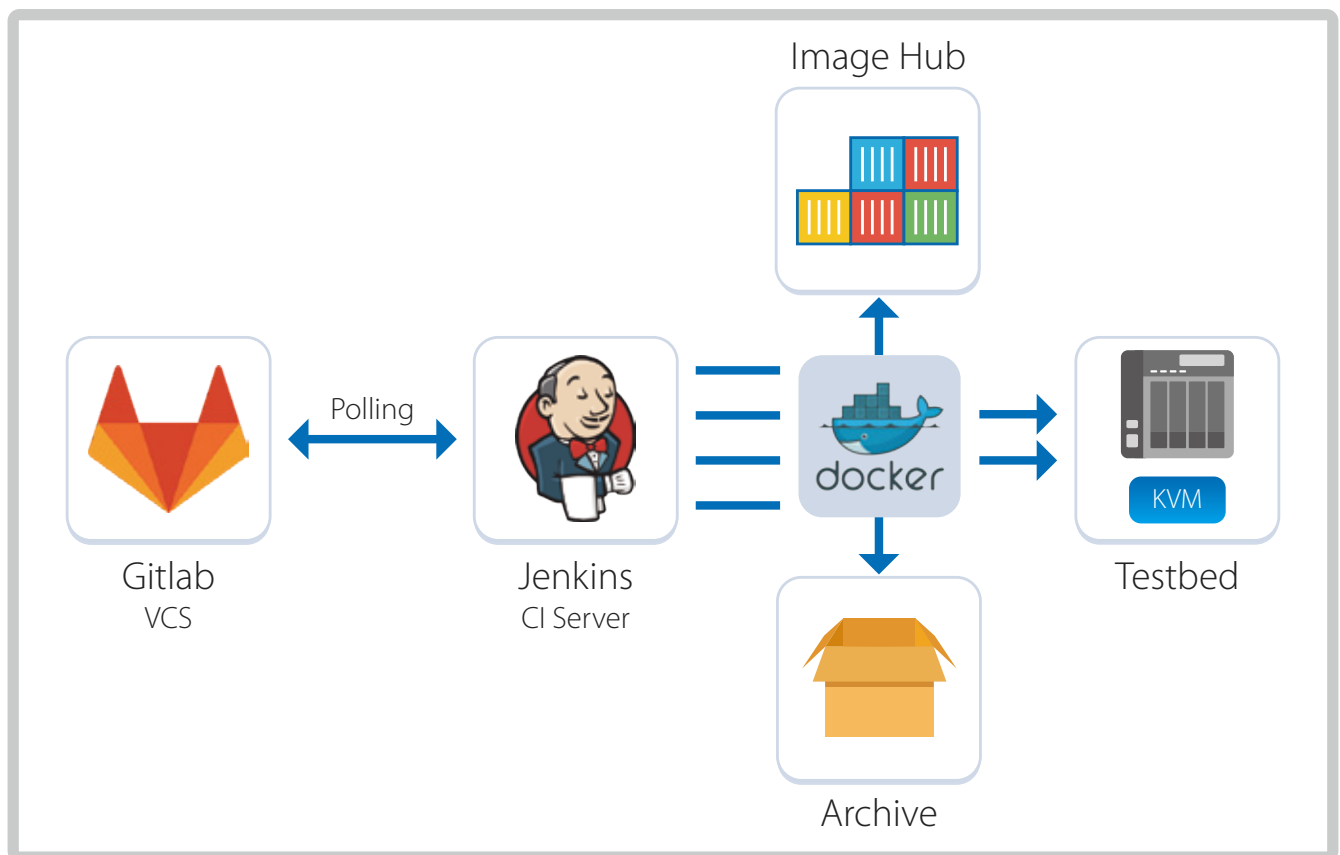 Image Hub
Polling
docker
KVM
Gitlab
VCS
Jenkins
CI Server
Testbed
Archive